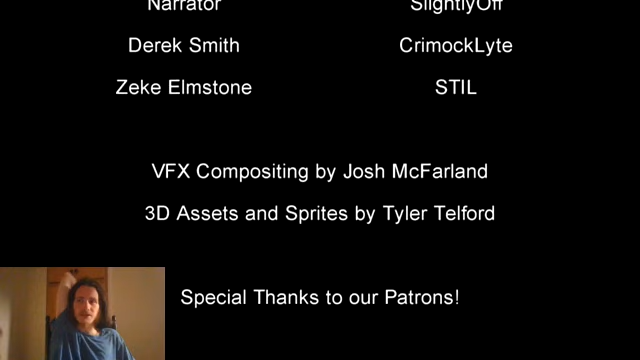 Narrator SlightlyOff
Derek Smith CrimockLyte
Zeke Elmstone STIL
VFX Compositing by Josh McFarland
3D Assets and Sprites by Tyler Telford
Special Thanks to our Patrons!